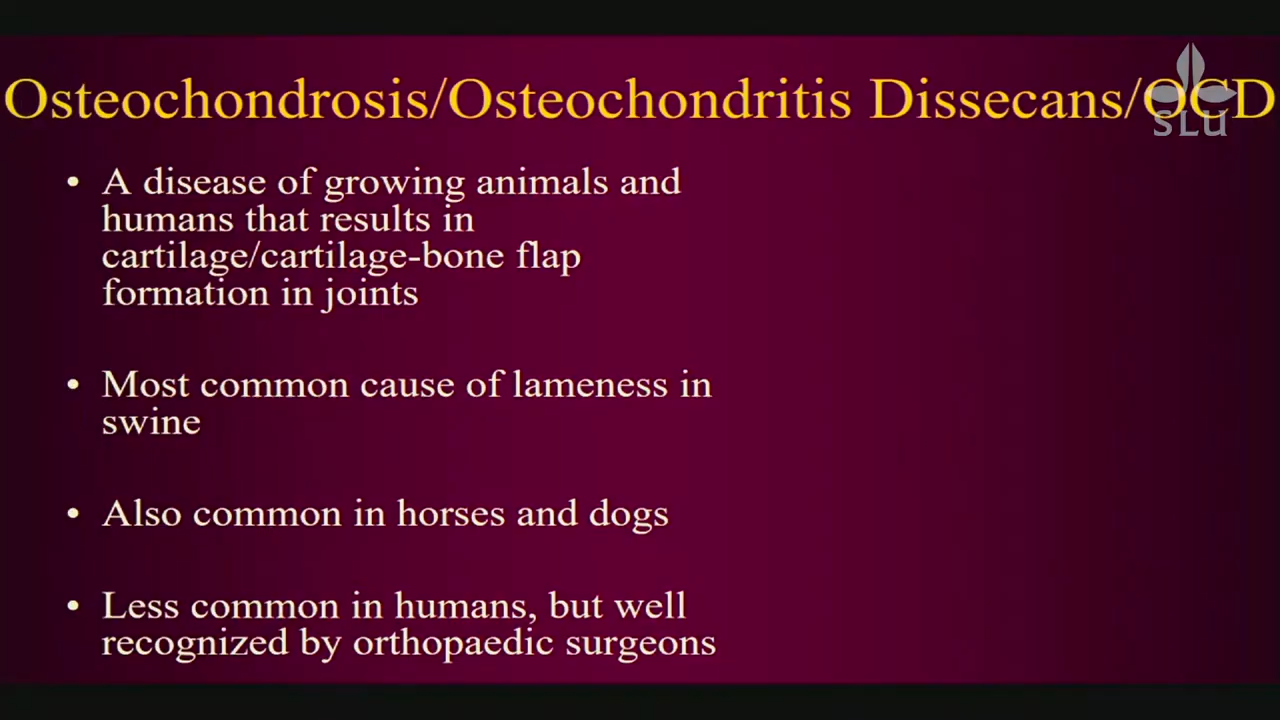 Osteochondrosis/Osteochondritis Dissecans/OCD
SLU
• A disease of growing animals and
humans that results in
cartilage/cartilage-bone flap
formation in joints
• Most common cause of lameness in
swine
• Also common in horses and dogs
• Less common in humans, but well
recognized by orthopaedic surgeons